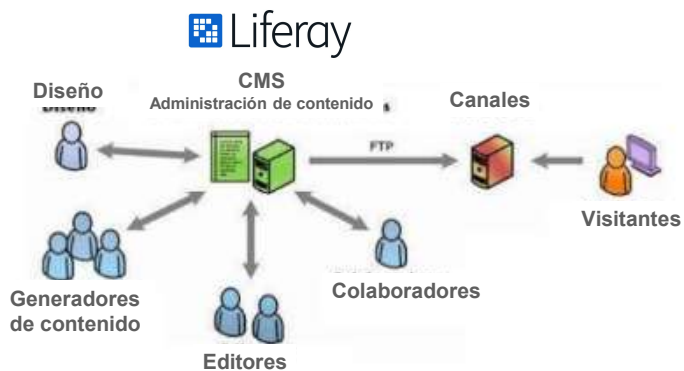 Liferay
Diseño
CMS
Administración de contenido
Canales
FTP
Visitantes
Generadores
de contenido
Colaboradores
Editores